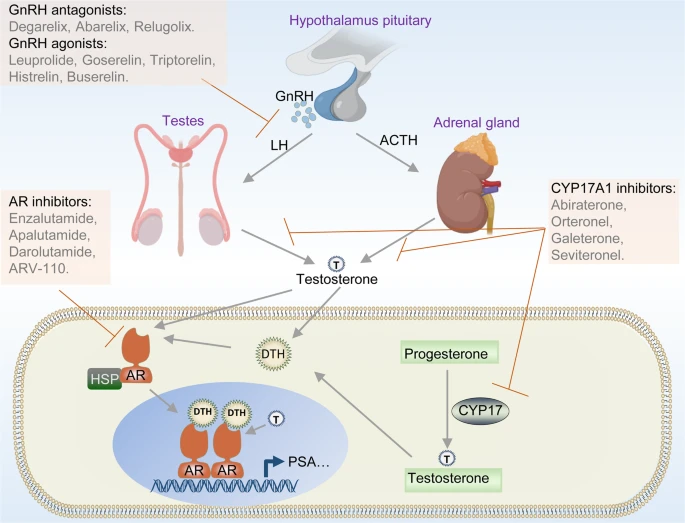 GnRH antagonists:
Degarelix, Abarelix, Relugolix.
GnRH agonists:
Leuprolide, Goserelin, Triptorelin,
Histrelin, Buserelin.
Hypothalamus pituitary
GnRH
Testes
LH
ACTH
Adrenal gland
AR inhibitors:
Enzalutamide,
Apalutamide,
Darolutamide,
ARV-110.
CYP17A1 inhibitors:
Abiraterone,
Orteronel,
Galeterone,
Seviteronel.
T
Testosterone
DTH
HSP
AR
Progesterone
CYP17
DTH
DTH
T
AR
AR
PSA...
T
Testosterone